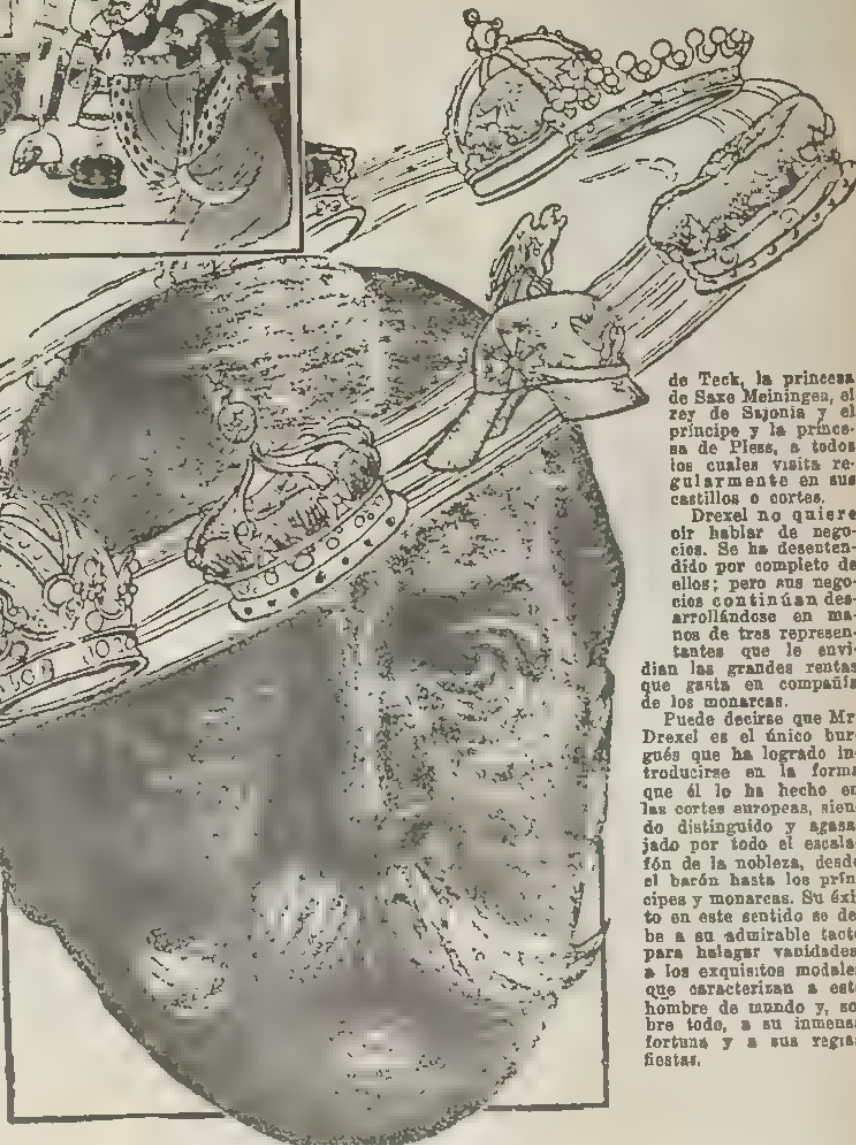 de Teck, la princesa
de Saxe Meiningen, el
rey de Sajonia y el
príncipe y la prince-
sa de Pless, a todos
los cuales visita re-
gularmente en sus
castillos o cortes.
Drexel no quiere
oir hablar de nego-
cios. Se ha desenten-
dido por completo de
ellos; pero sus nego-
cios continúan des-
arrollándose en ma-
nos de tres represen-
tantes que le envi-
dian las grandes rentas
que gasta en compañía
de los monarcas.
Puede decirse que Mr.
Drexel es el único bur-
gués que ha logrado in-
troducirse en la forma
que él lo ha hecho en
las cortes europeas, sien-
do distinguido y agasa-
jado por todo el escala-
fón de la nobleza, desde
el barón hasta los prín-
cipes y monarcas. Su éxi-
to en este sentido se de-
be a su admirable tacto
para halagar vanidades
a los exquisitos modales
que caracterizan a este
hombre de mundo y, so-
bre todo, a su inmensa
fortuna y a sus regias
fiestas.